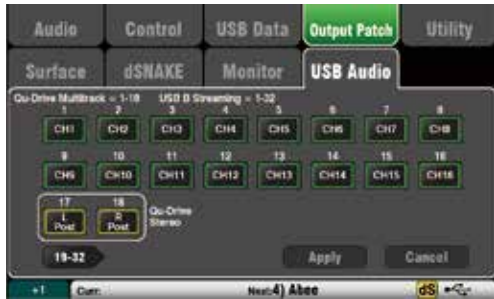 Audio Control USB Data Output Patch Utility
Surface dSNAKE Monitor USB Audio
Qu-Drive Multitrack = 1-18 USB B Streaming = 1-32
1 2 3 4 5 6 7 8
CH1 CH2 CH3 CH4 CH5 CH6 CH7 CH8
9 10 11 12 13 14 15 16
CH9 CH10 CH11 CH12 CH13 CH14 CH15 CH16
17 18
L Post R Post Qu-Drive Stereo
19-32 Apply Cancel
+1 Curr: Next:4) Abee dS